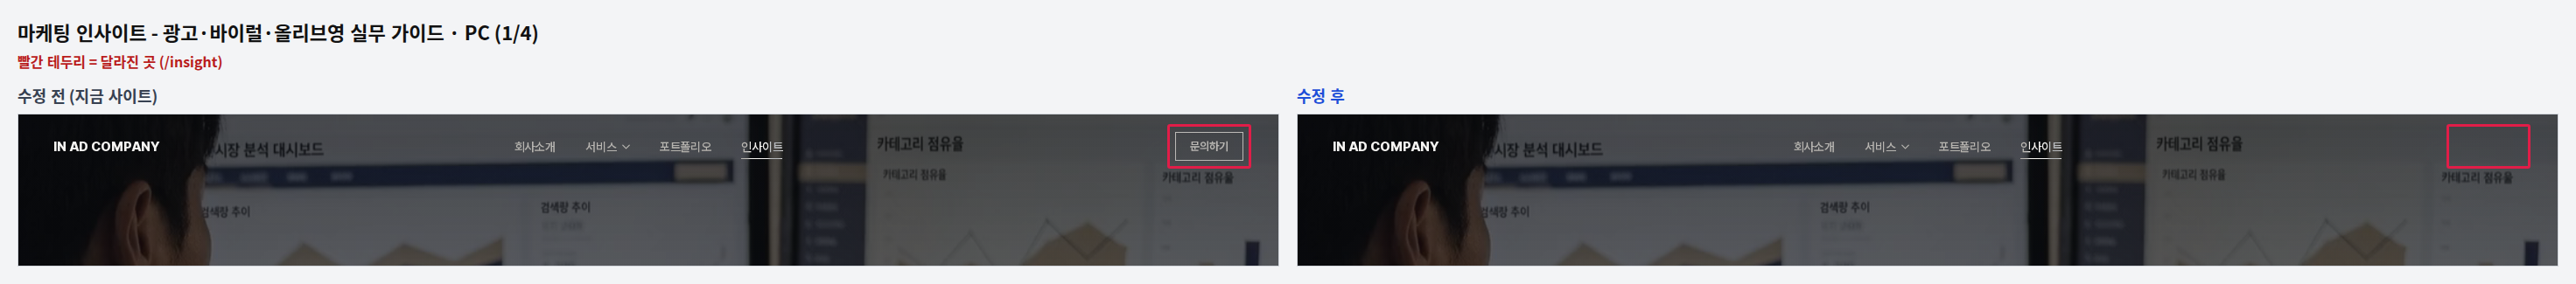 마케팅 인사이트 - 광고·바이럴·올리브영 실무 가이드 · PC (1/4)
빨간 테두리 = 달라진 곳 (/insight)
수정 전 (지금 사이트)
IN AD COMPANY
시장 분석 대시보드
회사소개
서비스
포트폴리오
인사이트
카테고리 점유율
문의하기
카테고리 점유율
카테고리 점유율
검색량 추이
검색량 추이
수정 후
IN AD COMPANY
시장 분석 대시보드
회사소개
서비스
포트폴리오
인사이트
카테고리 점유율
카테고리 점유율
카테고리 점유율
검색량 추이
검색량 추이